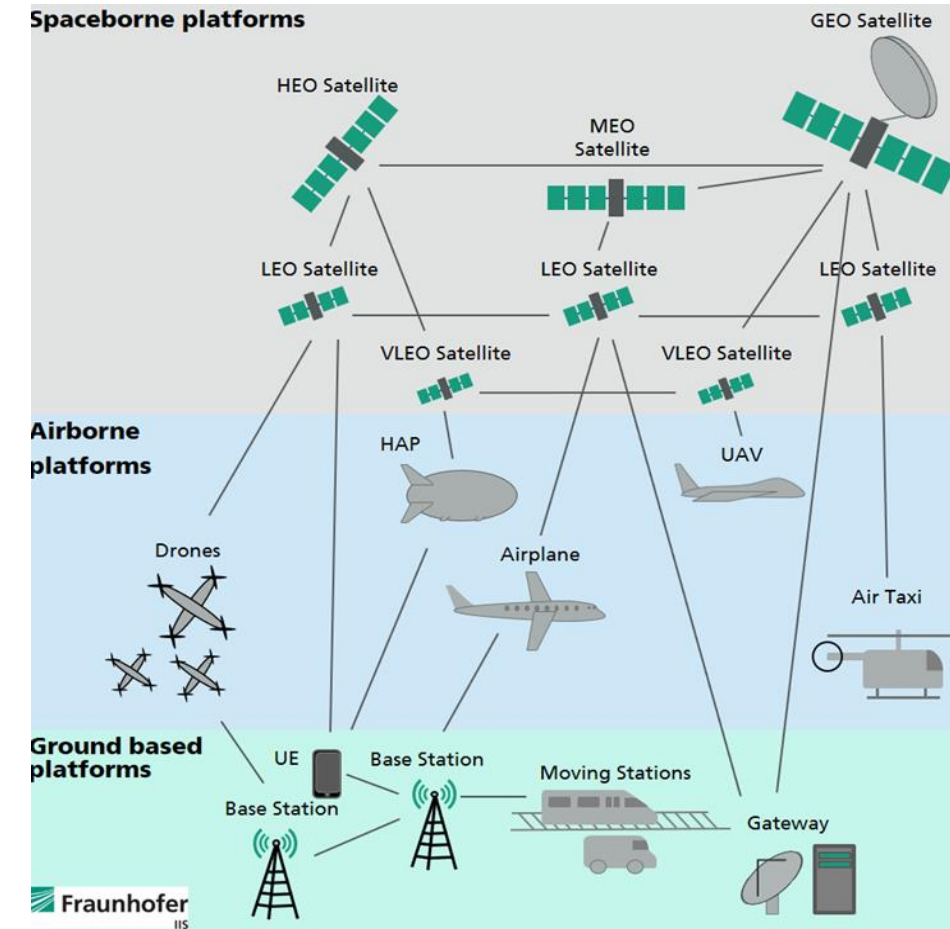 Spaceborne platforms
GEO Satellite
HEO Satellite
MEO
Satellite
LEO Satellite
LEO Satellite
LEO Satellite
VLEO Satellite
VLEO Satellite
Airborne
platforms
HAP
UAV
Drones
Airplane
Air Taxi
Ground based
platforms
UE
Base Station
Moving Stations
Base Station
Gateway
Fraunhofer
IIS